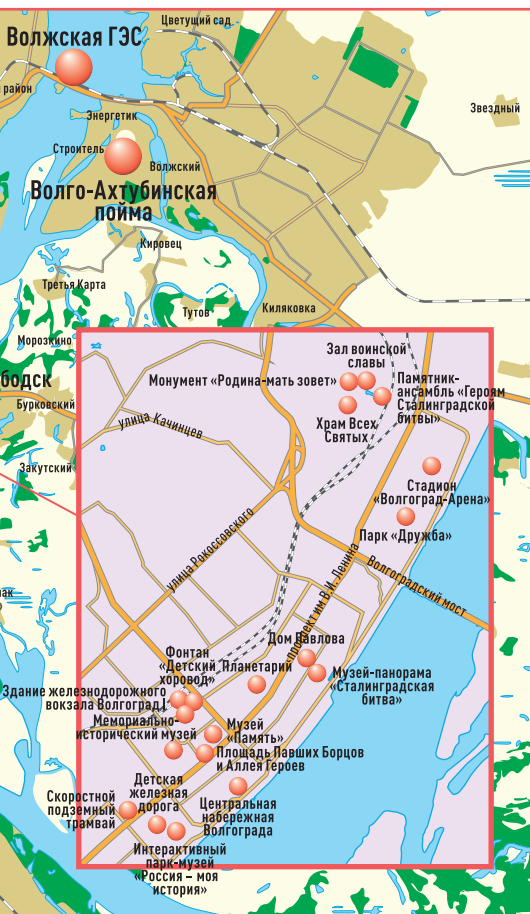 Цветущий сад
Волжская ГЭС
район
Звездный
Энергетик
Строитель
Волжский
Волго-Ахтубинская
пойма
Кировец
Третья Карта
Тутов
Киляковка
Морозкино
бодск
Бурковский
Закутский
Зал воинской
славы
Монумент «Родина-мать зовет»
Памятник-
ансамбль «Героям
Сталинградской
битвы»
Храм Всех
Святых
улица Качинцев
Стадион
«Волгоград-Арена»
Парк «Дружба»
улица Рокоссовского
проспект им В.И. Ленина
Волгоградский мост
Дом Павлова
Фонтан
«Детский
хоровод»
Планетарий
Музей-панорама
«Сталинградская
битва»
Здание железнодорожного
вокзала Волгоград I
Мемориально-
исторический музей
Музей
«Память»
Площадь Павших Борцов
и Аллея Героев
Детская
железная
дорога
Скоростной
подземный
трамвай
Центральная
набережная
Волгограда
Интерактивный
парк-музей
«Россия – моя
история»